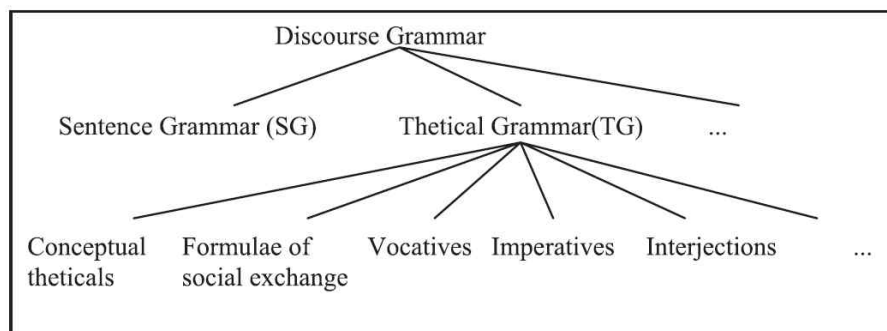 Discourse Grammar
Sentence Grammar (SG) Thetical Grammar(TG) ...
Conceptual Formulae of Vocatives Imperatives Interjections ...
theticals social exchange